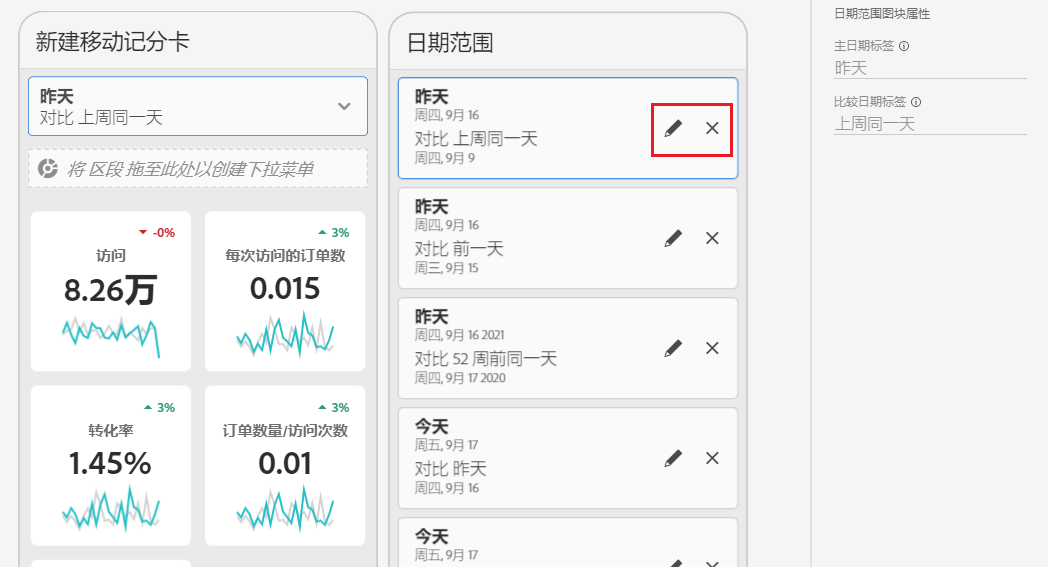 新建移动记分卡
昨天
对比 上周同一天
将 区段 拖至此处以创建下拉菜单
-0%
访问
8.26万
3%
每次访问的订单数
0.015
3%
转化率
1.45%
3%
订单数量/访问次数
0.01
日期范围
昨天
周四, 9月 16
对比 上周同一天
周四, 9月 9
昨天
周四, 9月 16
对比 前一天
周三, 9月 15
昨天
周四, 9月 16 2021
对比 52 周前同一天
周四, 9月 17 2020
今天
周五, 9月 17
对比 昨天
周四, 9月 16
今天
周五, 9月 17
日期范围图块属性
主日期标签
昨天
比较日期标签
上周同一天